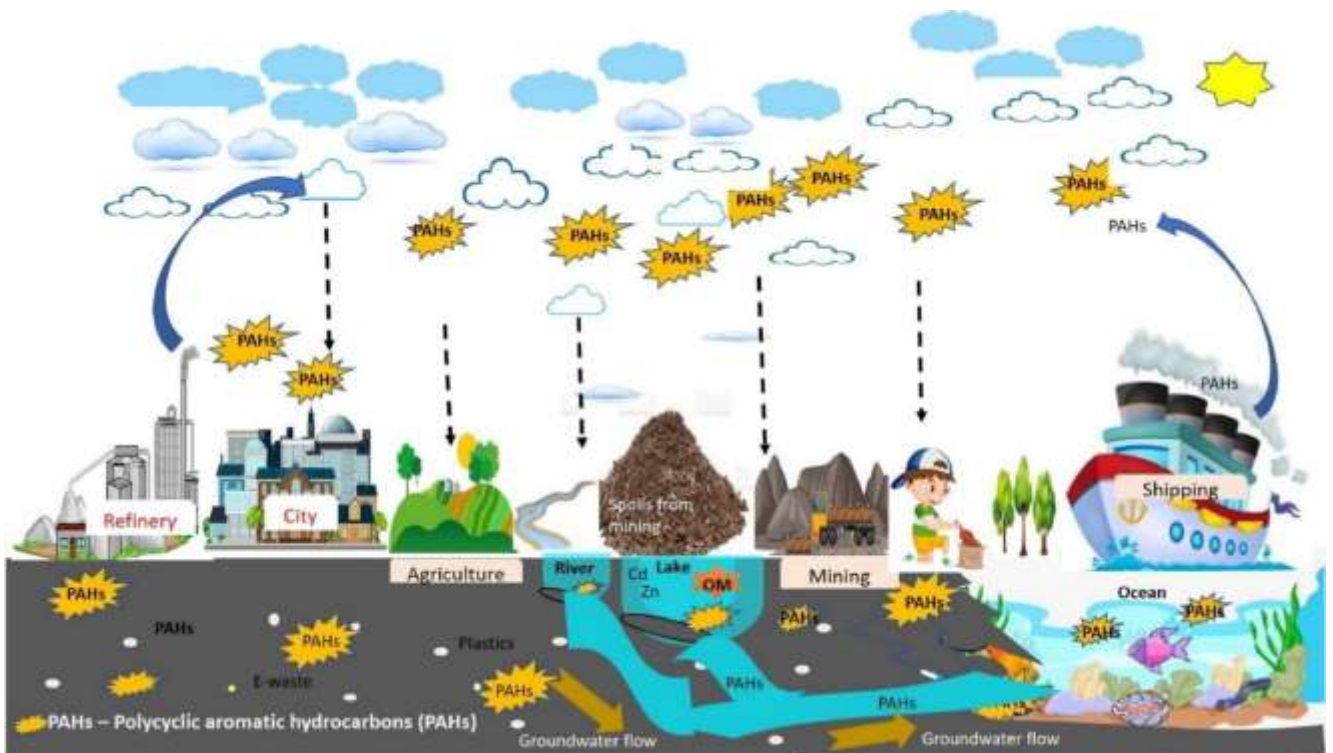 PAHs
PAHs
PAHs
PAHs
PAHs
PAHs
PAHs
PAHs
PAHs
PAHs
PAHs
PAHs
Refinery
City
Spoils from
mining
Shipping
Agriculture
River
Lake
Cd
Zn
OM
Mining
Ocean
PAHs
PAHs
PAHs
PAHs
PAHs
PAHs
PAHs
PAHs
Plastics
E-waste
PAHs
PAHs
PAHs
PAHs – Polycyclic aromatic hydrocarbons (PAHs)
Groundwater flow
Groundwater flow